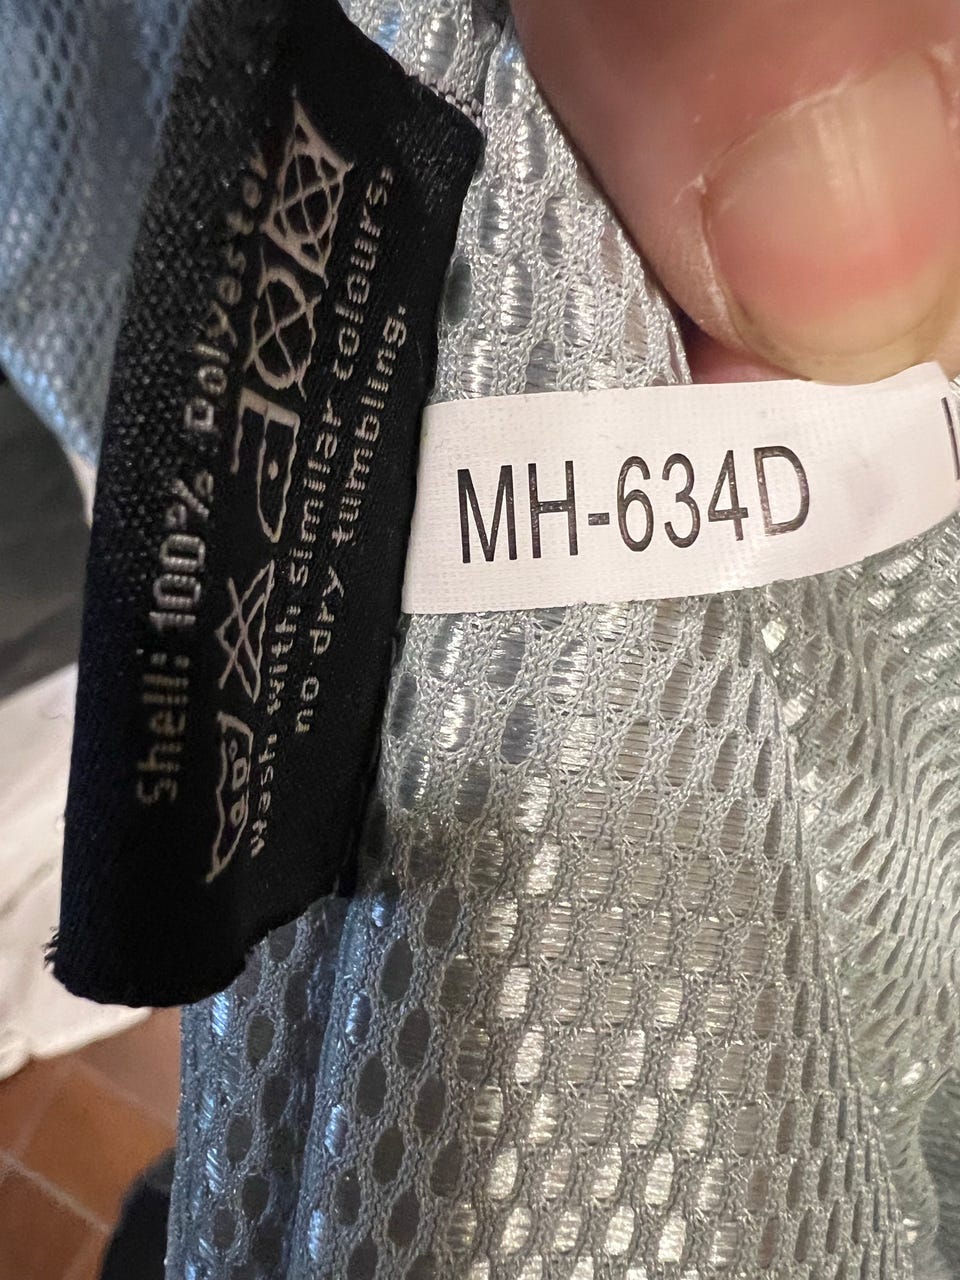 Shell: 100% Polyester
Wash with similar colours,
no dry tumbling.
MH-634D